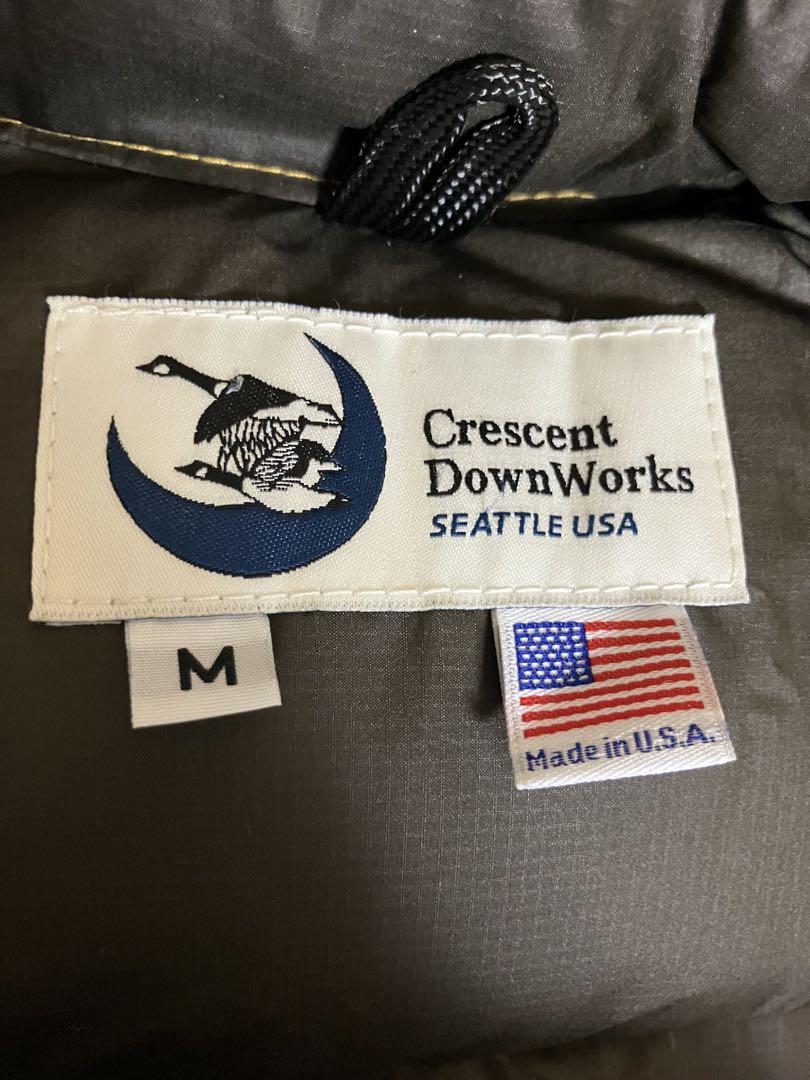 Crescent
DownWorks
SEATTLE USA
M
Made in U.S.A.